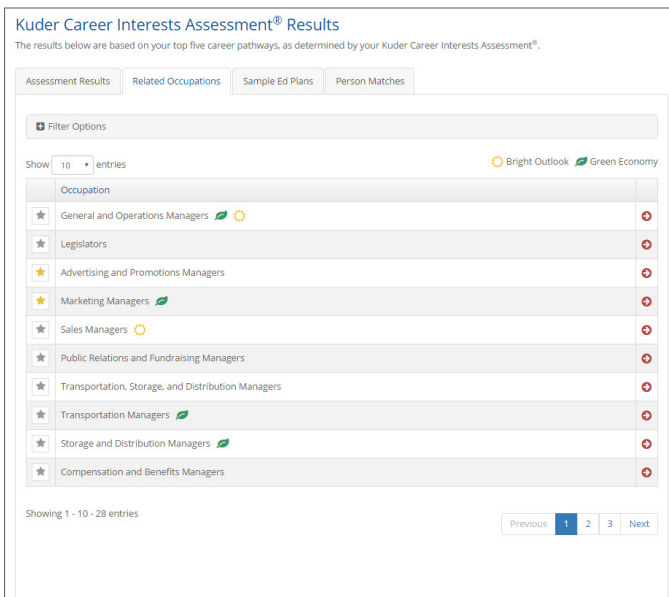 Kuder Career Interests Assessment® Results
The results below are based on your top five career pathways, as determined by your Kuder Career Interests Assessment®.
Assessment Results Related Occupations Sample Ed Plans Person Matches
Filter Options
Show 10 entries Bright Outlook Green Economy
Occupation
General and Operations Managers
Legislators
Advertising and Promotions Managers
Marketing Managers
Sales Managers
Public Relations and Fundraising Managers
Transportation, Storage, and Distribution Managers
Transportation Managers
Storage and Distribution Managers
Compensation and Benefits Managers
Showing 1 - 10 - 28 entries
Previous 1 2 3 Next